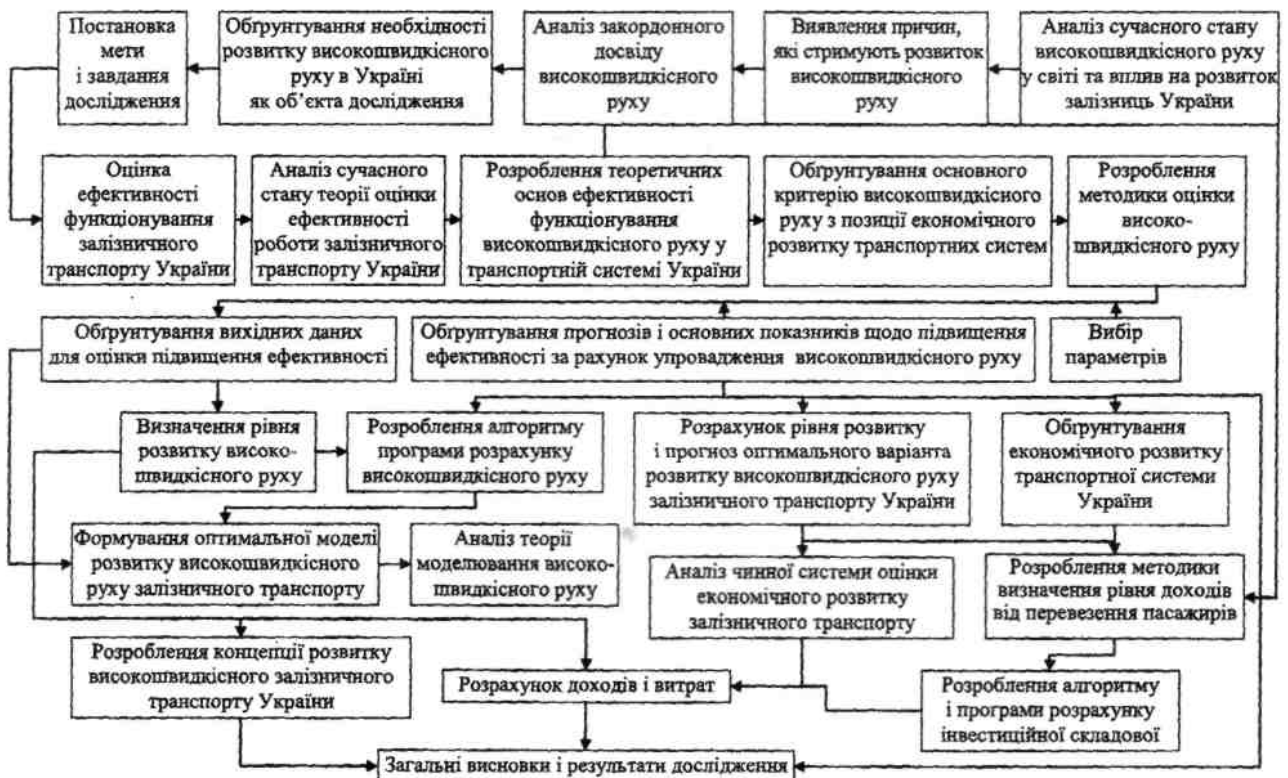 Постановка
мети
і завдання
дослідження
Обґрунтування необхідності
розвитку високошвидкісного
руху в Україні
як об’єкта дослідження
Аналіз закордонного
досвіду
високошвидкісного
руху
Виявлення причин,
які стримують розвиток
високошвидкісного
руху
Аналіз сучасного стану
високошвидкісного руху
у світі та вплив на розвиток
залізниць України
Оцінка
ефективності
функціонування
залізничного
транспорту України
Аналіз сучасного
стану теорії оцінки
ефективності
роботи залізничного
транспорту України
Розроблення теоретичних
основ ефективності
функціонування
високошвидкісного руху у
транспортній системі України
Обґрунтування основного
критерію високошвидкісного
руху з позиції економічного
розвитку транспортних систем
Розроблення
методики оцінки
високо-
швидкісного руху
Обґрунтування вихідних даних
для оцінки підвищення ефективності
Обґрунтування прогнозів і основних показників щодо підвищення
ефективності за рахунок упровадження високошвидкісного руху
Вибір
параметрів
Визначення рівня
розвитку високо-
швидкісного руху
Розроблення алгоритму
програми розрахунку
високошвидкісного руху
Розрахунок рівня розвитку
і прогноз оптимального варіанта
розвитку високошвидкісного руху
залізничного транспорту України
Обґрунтування
економічного розвитку
транспортної системи
України
Формування оптимальної моделі
розвитку високошвидкісного
руху залізничного транспорту
Аналіз теорії
моделювання високо-
швидкісного руху
Аналіз чинної системи оцінки
економічного розвитку
залізничного транспорту
Розроблення методики
визначення рівня доходів
від перевезення пасажирів
Розроблення концепції розвитку
високошвидкісного залізничного
транспорту України
Розрахунок доходів і витрат
Розроблення алгоритму
і програми розрахунку
інвестиційної складової
Загальні висновки і результати дослідження